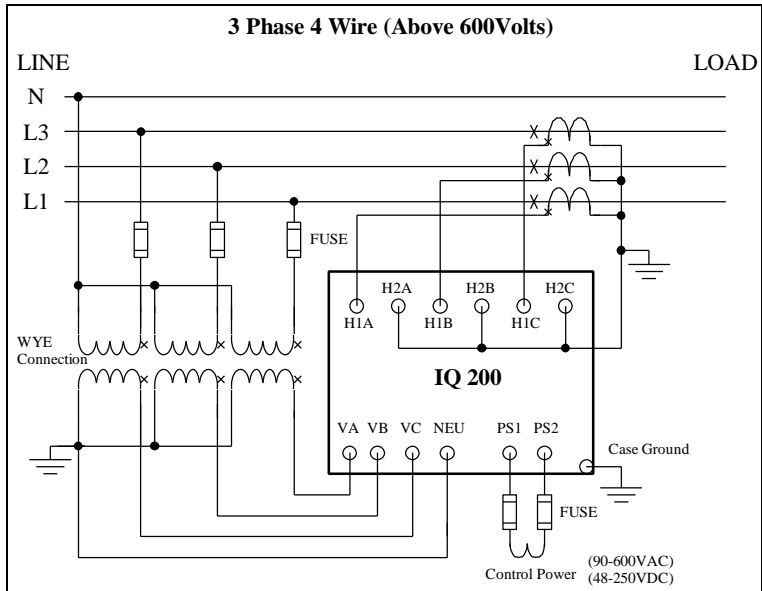 3 Phase 4 Wire (Above 600Volts)
LINE
LOAD
N
L3
L2
L1
FUSE
H2A
H2B
H2C
H1A
H1B
H1C
WYE
Connection
IQ 200
VA
VB
VC
NEU
PS1
PS2
Case Ground
FUSE
Control Power
(90-600VAC)
(48-250VDC)